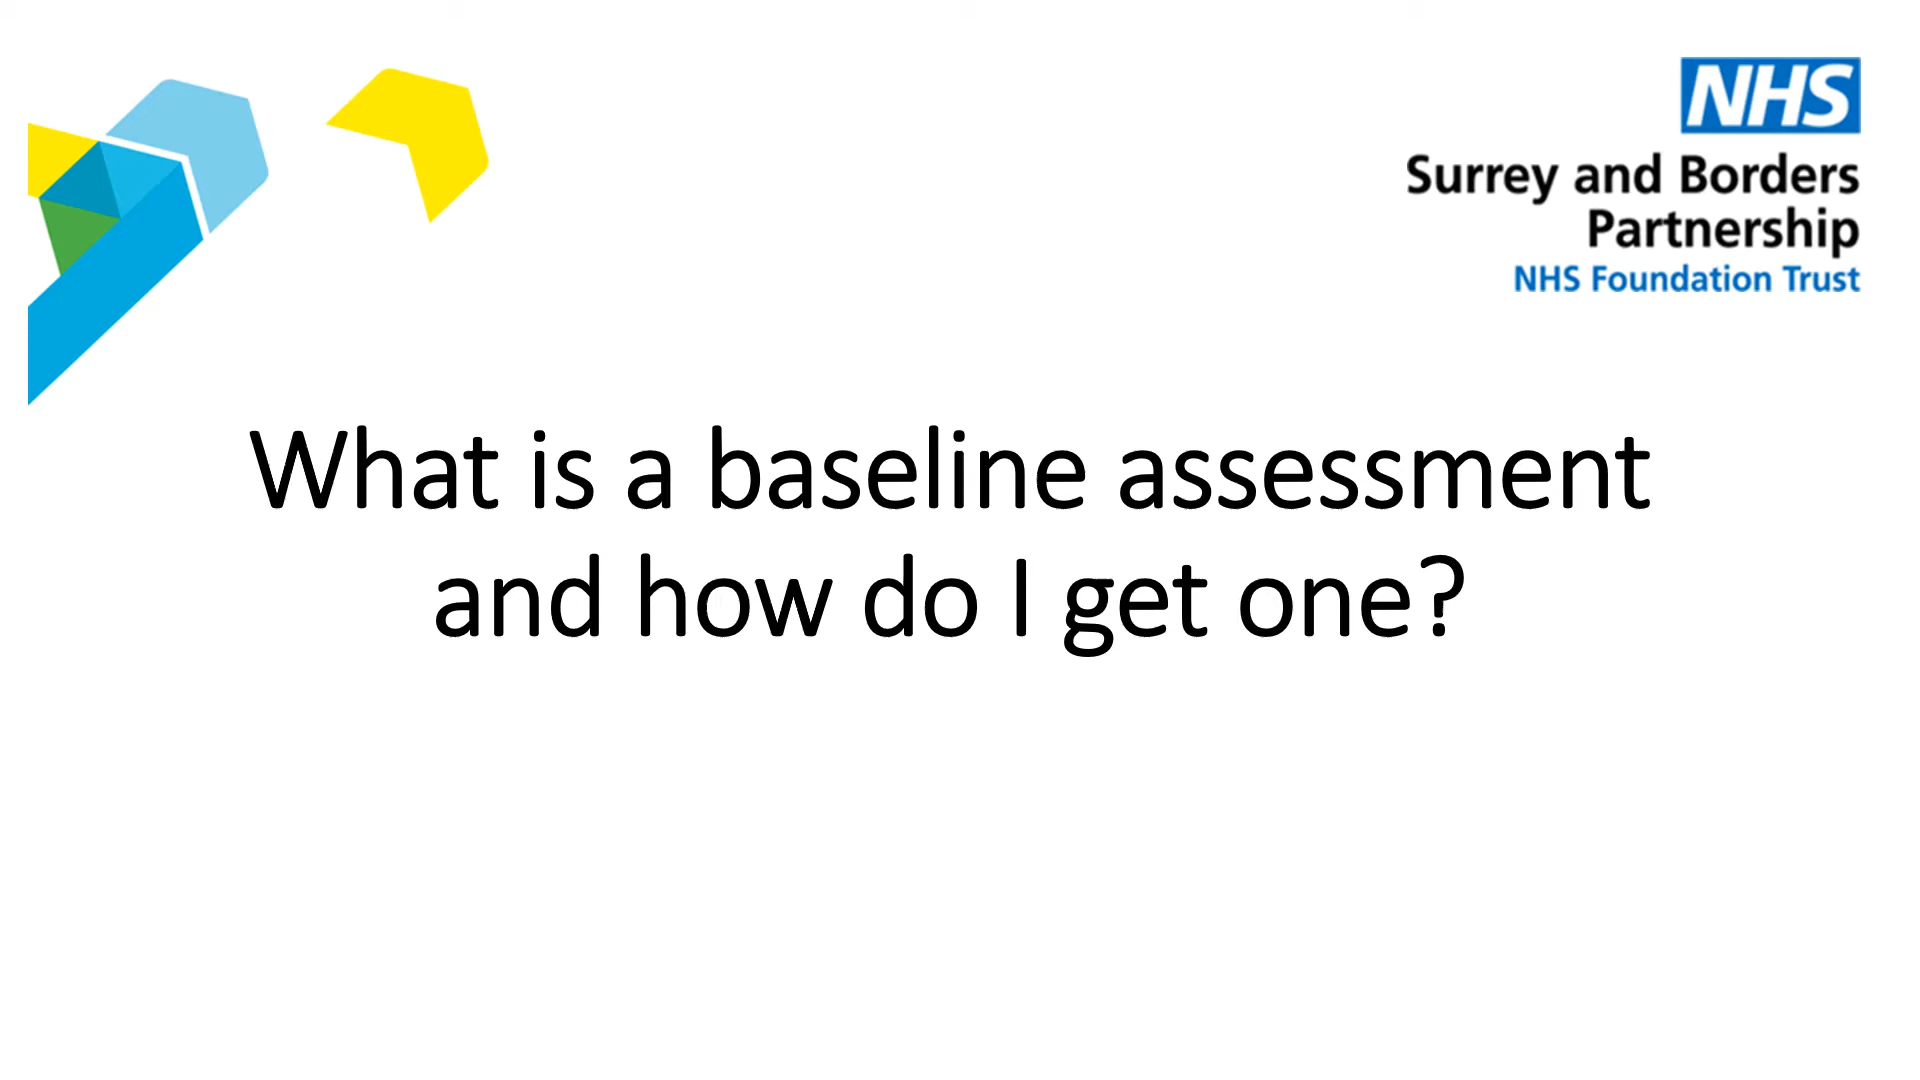 NHS
Surrey and Borders
Partnership
NHS Foundation Trust
What is a baseline assessment
and how do I get one?